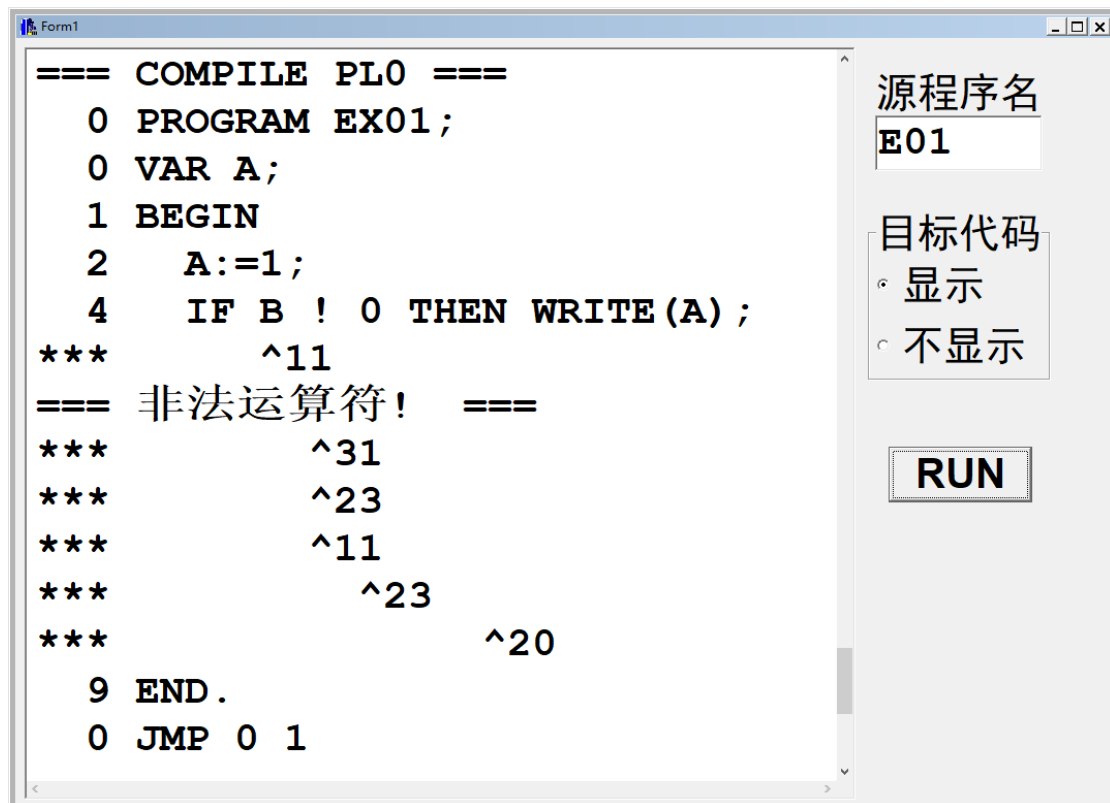 Form1
=== COMPILE PL0 ===
0 PROGRAM EX01;
0 VAR A;
1 BEGIN
2 A:=1;
4 IF B ! 0 THEN WRITE(A);
*** ^11
=== 非法运算符! ===
*** ^31
*** ^23
*** ^11
*** ^23
*** ^20
9 END.
0 JMP 0 1
源程序名
E01
目标代码
显示
不显示
RUN